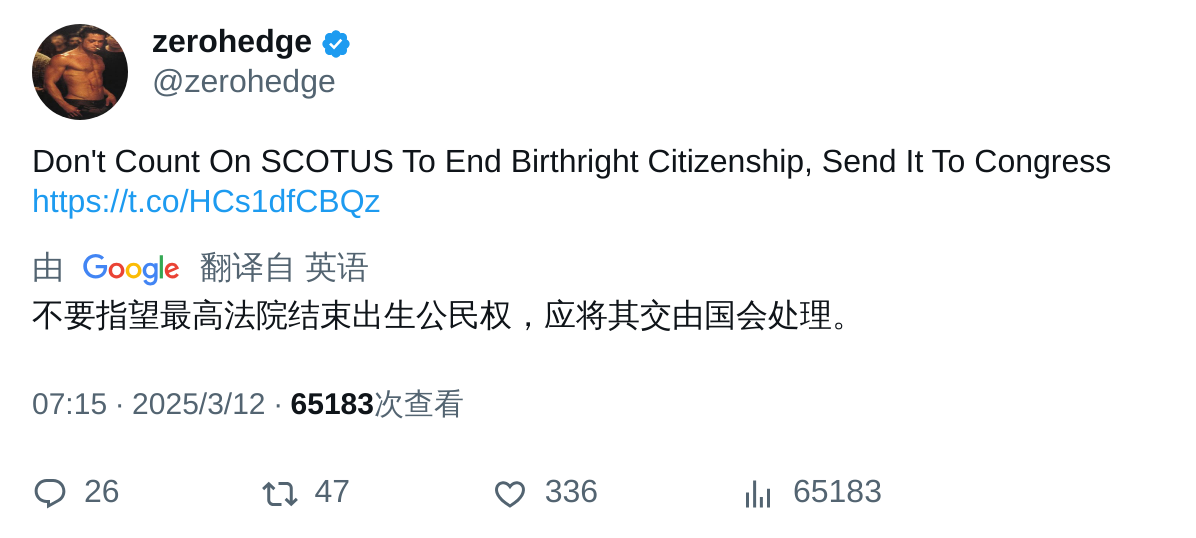 zerohedge
@zerohedge
Don't Count On SCOTUS To End Birthright Citizenship, Send It To Congress
https://t.co/HCs1dfCBQz
由 Google 翻译自 英语
不要指望最高法院结束出生公民权，应将其交由国会处理。
07:15 · 2025/3/12 · 65183次查看
26 47 336 65183